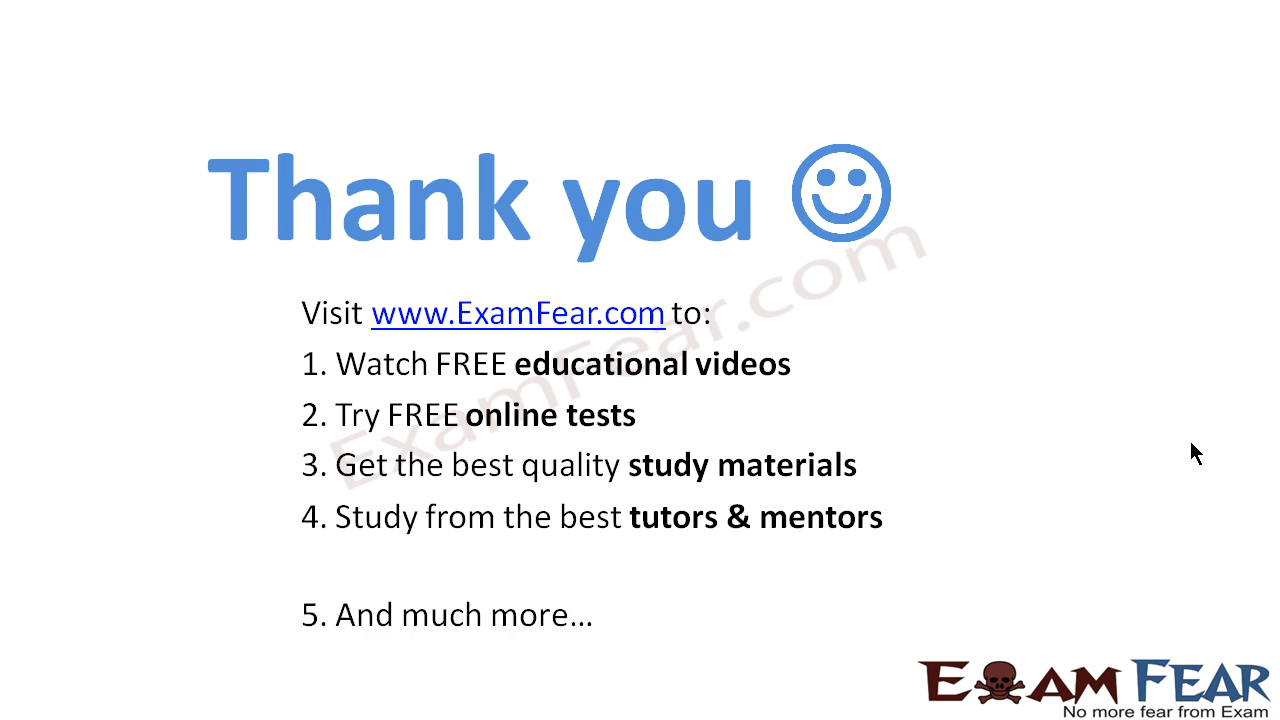 Thank you
Visit www.ExamFear.com to:
1. Watch FREE educational videos
2. Try FREE online tests
3. Get the best quality study materials
4. Study from the best tutors & mentors
5. And much more...
ExamFear.com
EXAM FEAR
No more fear from Exam